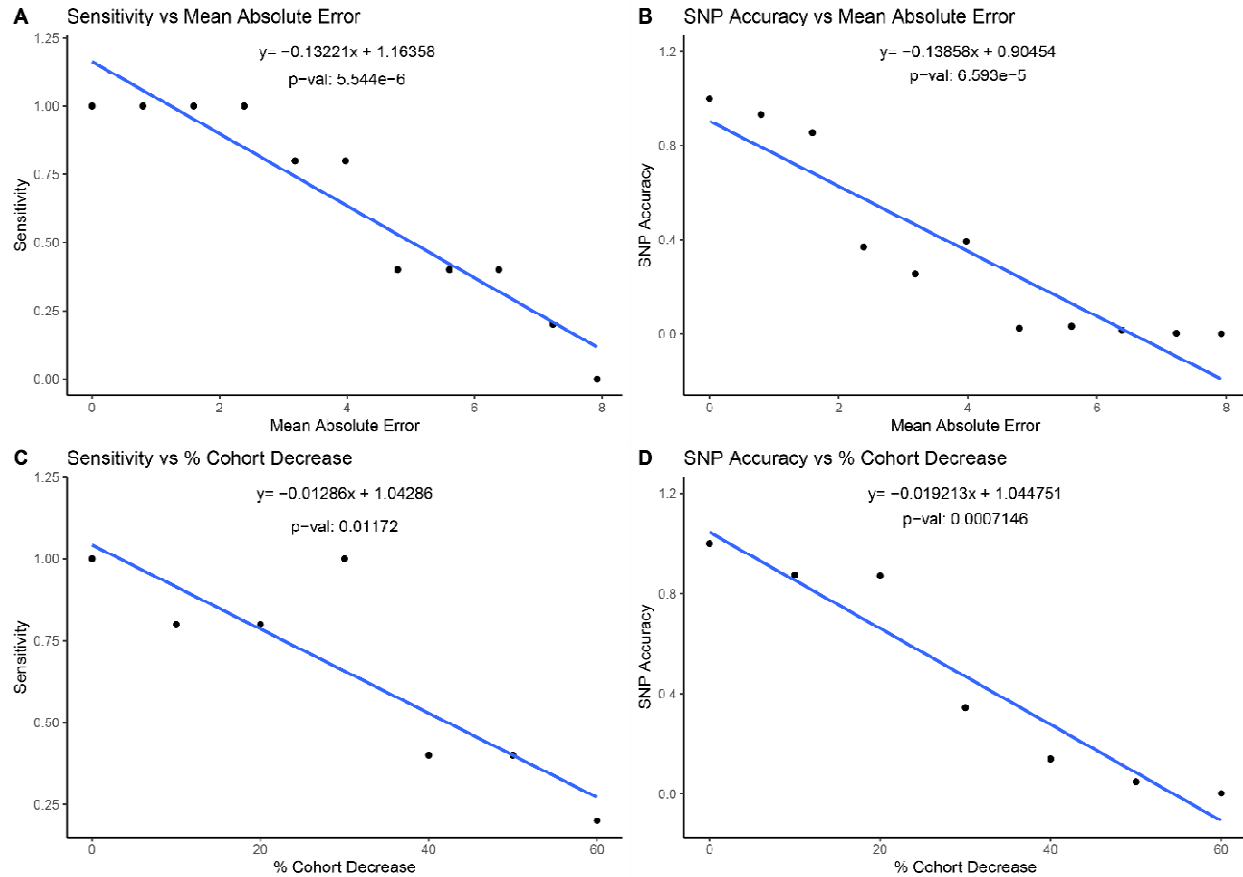 A Sensitivity vs Mean Absolute Error
y= −0.13221x + 1.16358
p−val: 5.544e−6
1.25
1.00
0.75
0.50
0.25
0.00
Sensitivity
0 2 4 6 8
Mean Absolute Error
B SNP Accuracy vs Mean Absolute Error
y= −0.13858x + 0.90454
p−val: 6.593e−5
1.2
0.8
0.4
0.0
SNP Accuracy
0 2 4 6 8
Mean Absolute Error
C Sensitivity vs % Cohort Decrease
y= −0.01286x + 1.04286
p−val: 0.01172
1.25
1.00
0.75
0.50
0.25
Sensitivity
0 20 40 60
% Cohort Decrease
D SNP Accuracy vs % Cohort Decrease
y= −0.019213x + 1.044751
p−val: 0.0007146
1.2
0.8
0.4
0.0
SNP Accuracy
0 20 40 60
% Cohort Decrease